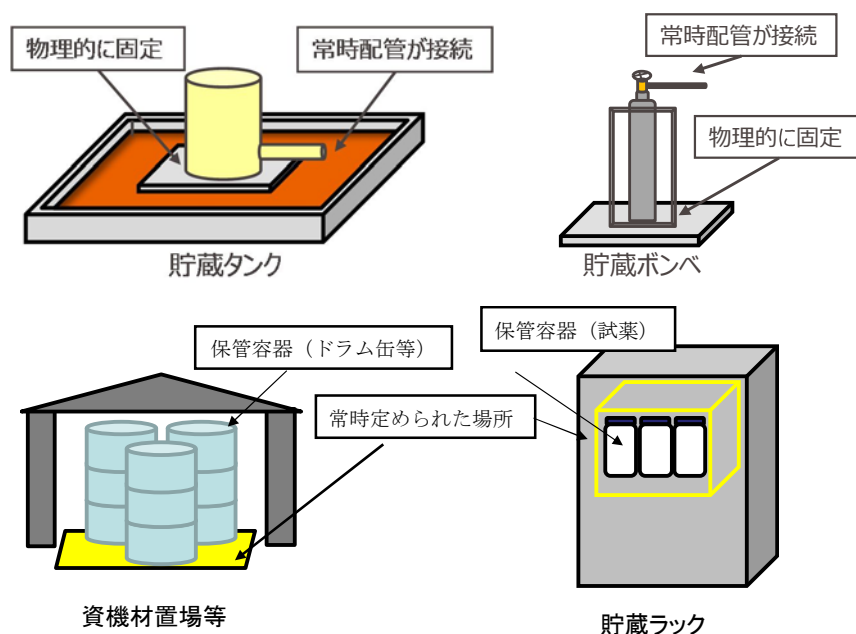 物理的に固定
常時配管が接続
貯蔵タンク
常時配管が接続
物理的に固定
貯蔵ボンベ
保管容器（ドラム缶等）
保管容器（試薬）
常時定められた場所
資機材置場等
貯蔵ラック